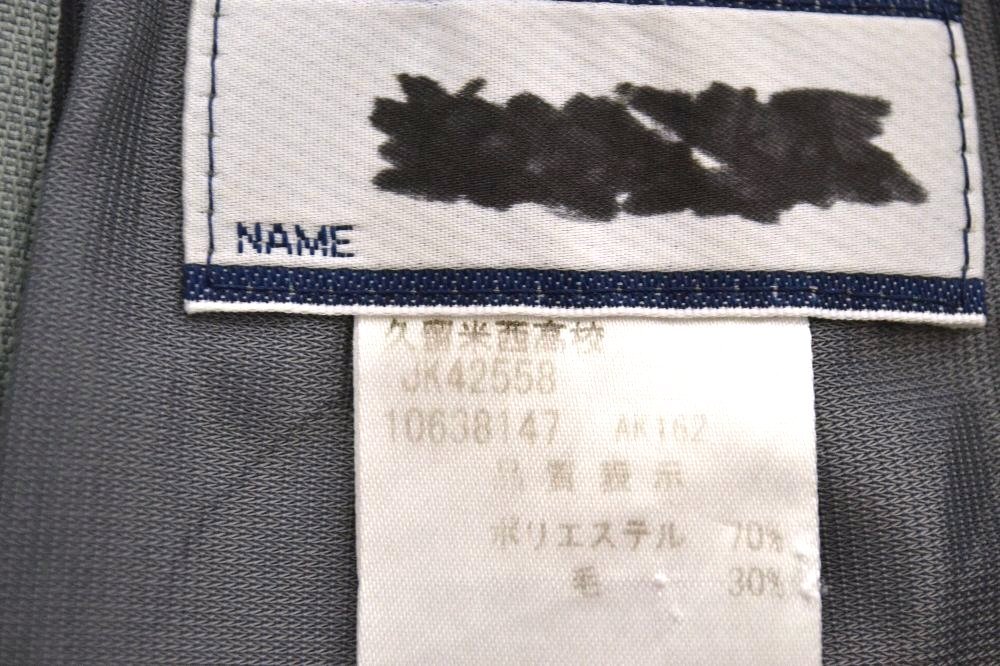 NAME
久留米西高校
JK42558
10638147 AK162
品質表示
ポリエステル 70%
毛 30%